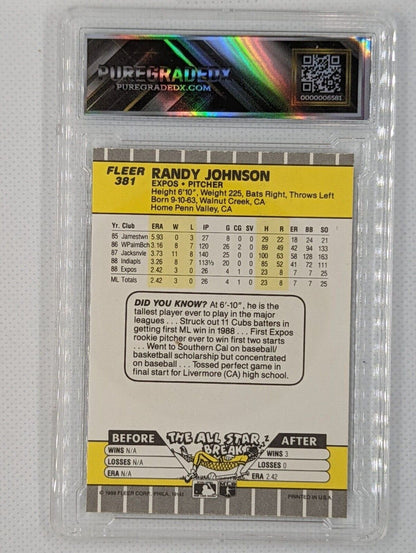 PUREGRADEDX
PUREGRADEDX.COM
0000006581
FLEER
381
RANDY JOHNSON
EXPOS • PITCHER
Height 6'10", Weight 225, Bats Right, Throws Left
Born 9-10-63, Walnut Creek, CA
Home Penn Valley, CA
Yr. Club ERA W L IP G CG SV H R ER BB SO
85 Jamestwn 5.93 0 3 27 8 0 0 29 22 18 24 21
86 WPalmBch 3.16 8 7 120 26 1 0 89 49 42 94 133
87 Jacksnvle 3.73 11 8 140 25 0 0 100 63 58 128 163
88 Indiapls 3.26 8 7 113⅓ 20 0 0 85 52 41 72 111
88 Expos 2.42 3 0 26 4 1 0 23 8 7 7 25
ML Totals 2.42 3 0 26 4 1 0 23 8 7 7 25
DID YOU KNOW? At 6'-10", he is the
tallest player ever to play in the major
leagues . . . Struck out 11 Cubs batters in
getting first ML win in 1988 . . . First Expos
rookie pitcher ever to win first two starts
. . . Went to Southern Cal on baseball/
basketball scholarship but concentrated
on baseball . . . Tossed perfect game in
final start for Livermore (CA) high school.
BEFORE THE ALL STAR BREAK AFTER
WINS N/A WINS 3
LOSSES N/A LOSSES 0
ERA N/A ERA 2.42
© 1989 FLEER CORP., PHILA. 19141 PRINTED IN U.S.A.